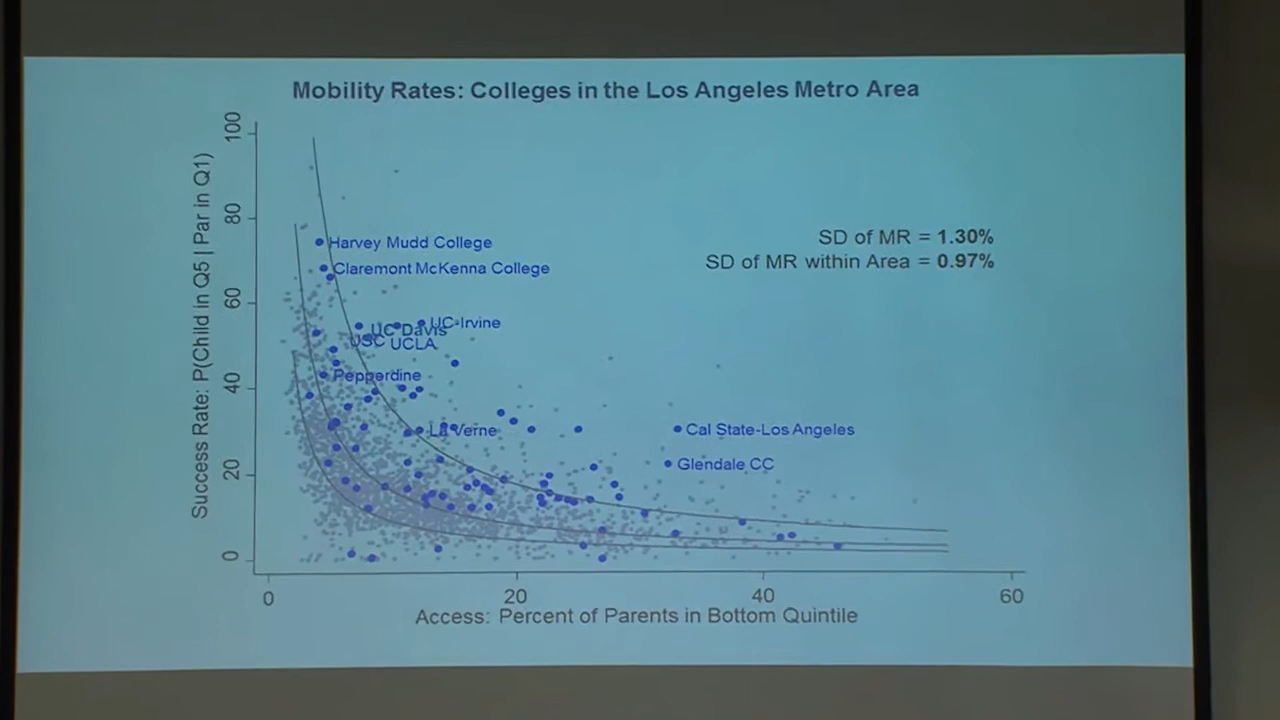 Mobility Rates: Colleges in the Los Angeles Metro Area
SD of MR = 1.30%
SD of MR within Area = 0.97%
Success Rate: P(Child in Q5 | Par in Q1)
100
80
60
40
20
0
Harvey Mudd College
Claremont McKenna College
UC-Irvine
UC Davis
USC
UCLA
Pepperdine
La Verne
Cal State-Los Angeles
Glendale CC
0
20
40
60
Access: Percent of Parents in Bottom Quintile